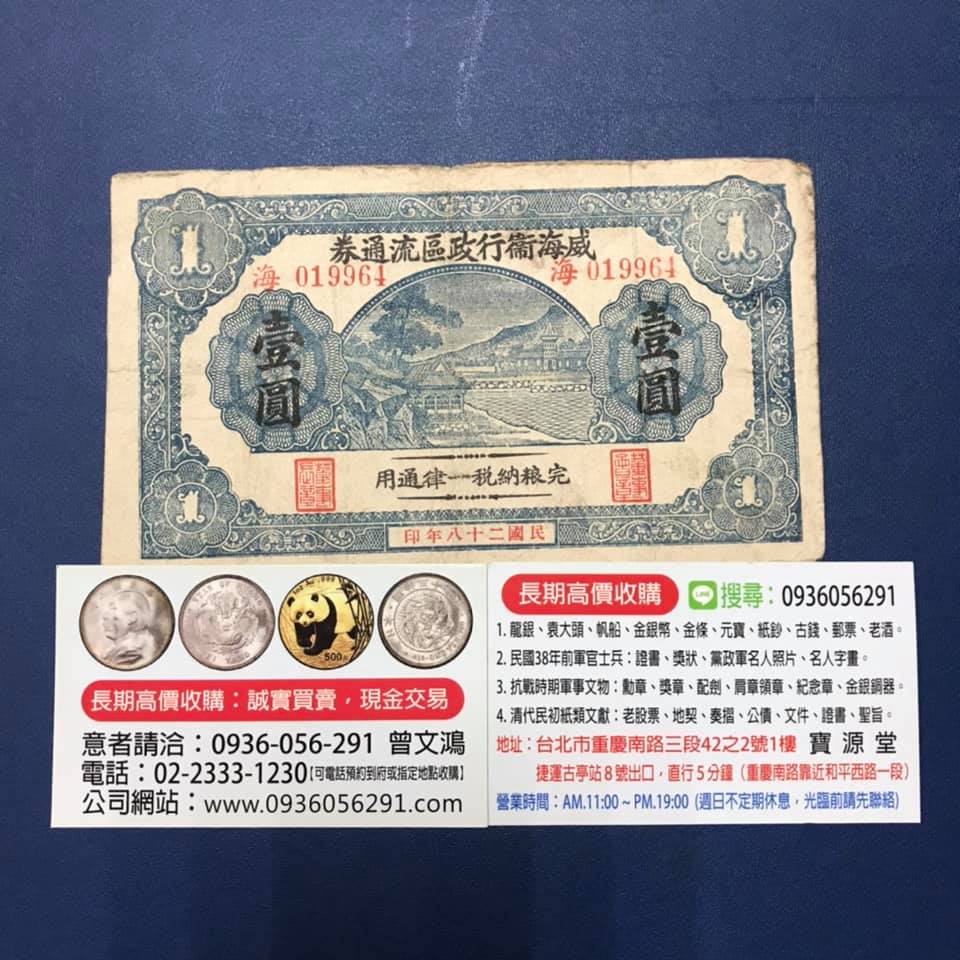 威海衞行政區流通券
海 019964
海 019964
壹圓
壹圓
1
1
1
1
完粮納税一律通用
民國二十八年印
500元
長期高價收購：誠實買賣，現金交易
意者請洽：0936-056-291 曾文鴻
電話：02-2333-1230【可電話預約到府或指定地點收購】
公司網站：www.0936056291.com
長期高價收購 LINE 搜尋：0936056291
1. 龍銀、袁大頭、帆船、金銀幣、金條、元寶、紙鈔、古錢、郵票、老酒。
2. 民國38年前軍官士兵：證書、獎狀、黨政軍名人照片、名人字畫。
3. 抗戰時期軍事文物：勳章、獎章、配劍、肩章領章、紀念章、金銀鋼器。
4. 清代民初紙類文獻：老股票、地契、奏摺、公債、文件、證書、聖旨。
地址：台北市重慶南路三段42之2號1樓 寶源堂
捷運古亭站8號出口，直行5分鐘（重慶南路靠近和平西路一段）
營業時間：AM.11:00 ~ PM.19:00 (週日不定期休息，光臨前請先聯絡)